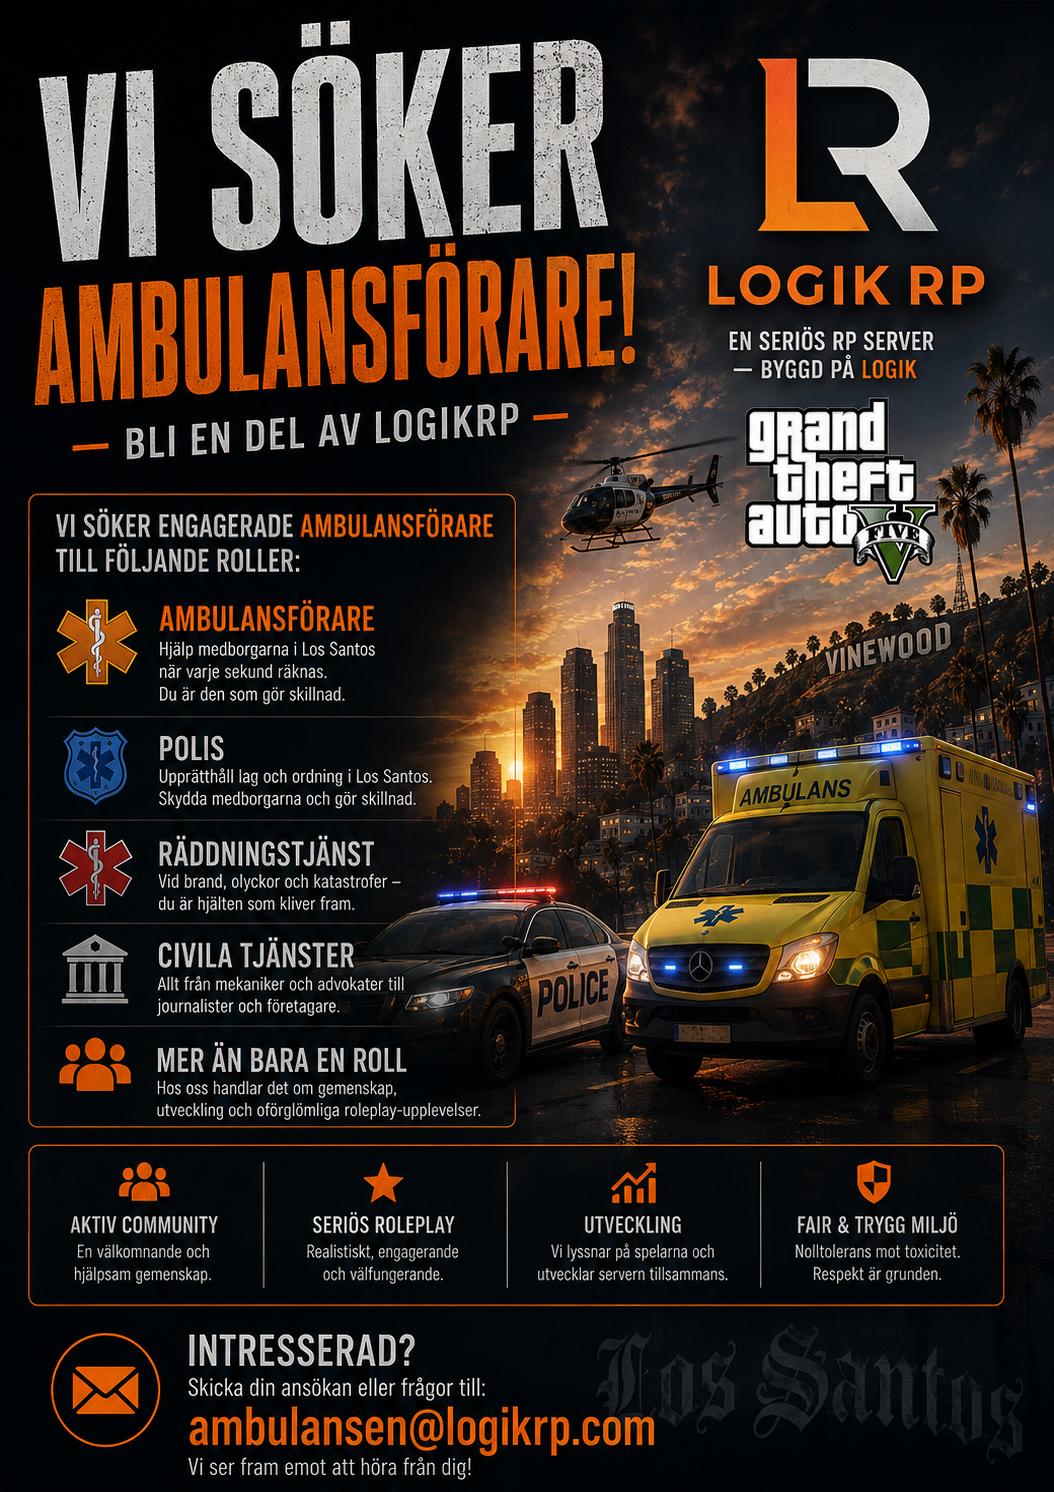 VI SÖKER
AMBULANSFÖRARE!
— BLI EN DEL AV LOGIKRP —
LR
LOGIK RP
EN SERIÖS RP SERVER
— BYGGD PÅ LOGIK
grand
theft
auto
V
FIVE
VI SÖKER ENGAGERADE AMBULANSFÖRARE
TILL FÖLJANDE ROLLER:
AMBULANSFÖRARE
Hjälp medborgarna i Los Santos
när varje sekund räknas.
Du är den som gör skillnad.
POLIS
Upprätthåll lag och ordning i Los Santos.
Skydda medborgarna och gör skillnad.
RÄDDNINGSTJÄNST
Vid brand, olyckor och katastrofer –
du är hjälten som kliver fram.
CIVILA TJÄNSTER
Allt från mekaniker och advokater till
journalister och företagare.
MER ÄN BARA EN ROLL
Hos oss handlar det om gemenskap,
utveckling och oförglömliga roleplay-upplevelser.
VINEWOOD
AMBULANS
POLICE
AKTIV COMMUNITY
En välkomnande och
hjälpsam gemenskap.
SERIÖS ROLEPLAY
Realistiskt, engagerande
och välfungerande.
UTVECKLING
Vi lyssnar på spelarna och
utvecklar servern tillsammans.
FAIR & TRYGG MILJÖ
Nolltolerans mot toxicitet.
Respekt är grunden.
INTRESSERAD?
Skicka din ansökan eller frågor till:
ambulansen@logikrp.com
Vi ser fram emot att höra från dig!
Los Santos